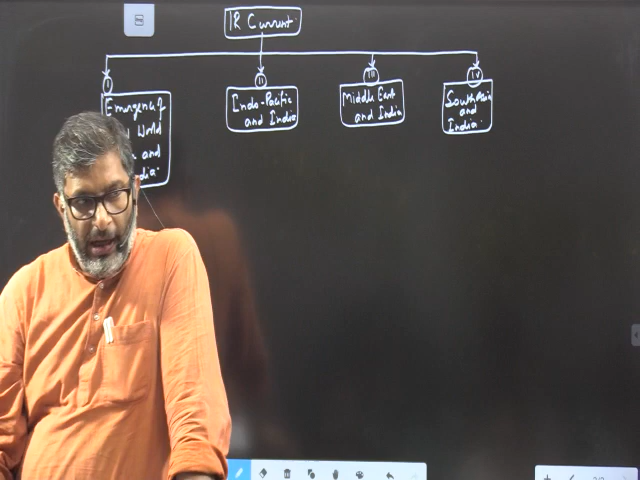 IR Current
I
Emergence of
World
and
dia.
II
Indo-Pacific
and India
III
Middle East
and India
IV
South Asia
and
India.